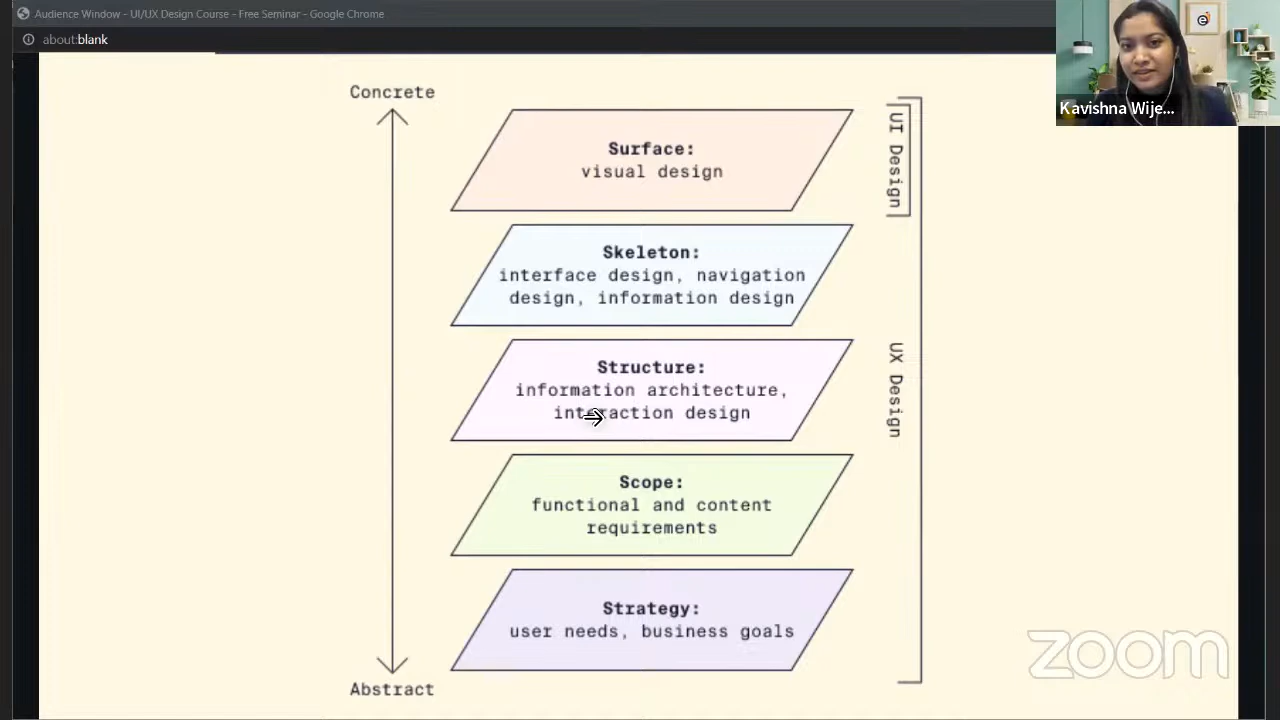 Audience Window - UI/UX Design Course - Free Seminar - Google Chrome
about:blank
Kavishna Wije...
Concrete
Surface:
visual design
UI Design
Skeleton:
interface design, navigation
design, information design
Structure:
information architecture,
interaction design
UX Design
Scope:
functional and content
requirements
Strategy:
user needs, business goals
Abstract
zoom